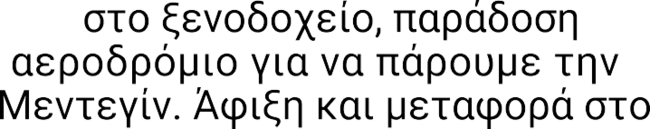 στο ξενοδοχείο, παράδοση
αεροδρόμιο για να πάρουμε την
Μεντεγίν. Άφιξη και μεταφορά στο